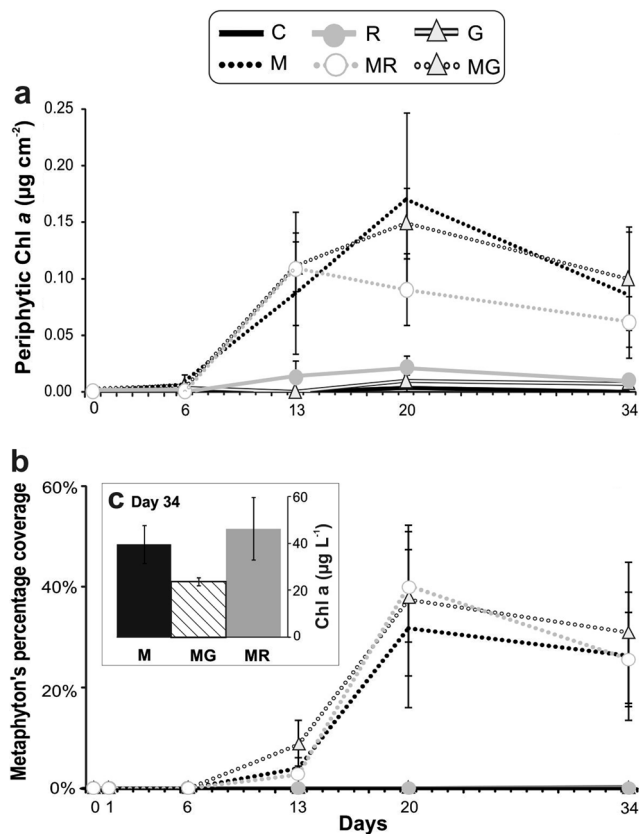 C R G
M MR MG
a
Periphytic Chl a (µg cm⁻²)
0.25
0.20
0.15
0.10
0.05
0.00
0 6 13 20 34
b
Metaphyton's percentage coverage
60%
40%
20%
0%
C Day 34
60
40
20
0
Chl a (µg L⁻¹)
M MG MR
0 1 6 13 20 34
Days